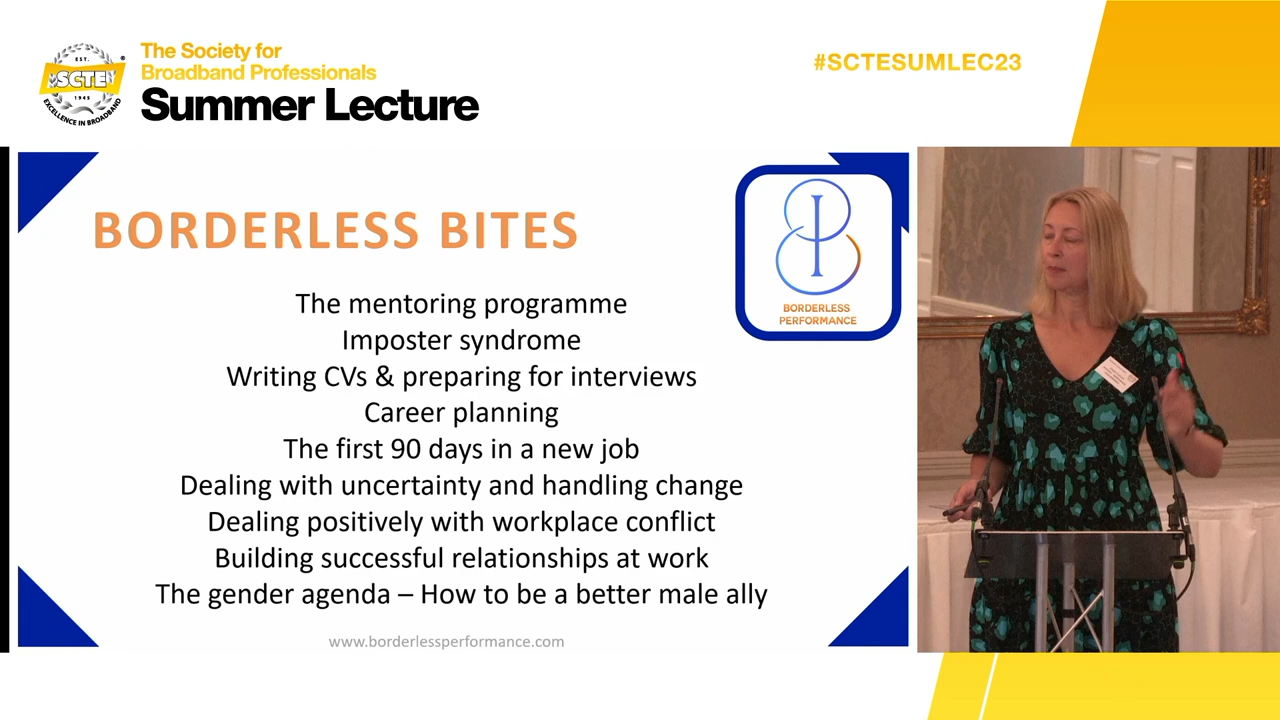 EST.
SCTE
®
1945
EXCELLENCE IN BROADBAND
The Society for
Broadband Professionals
Summer Lecture
#SCTESUMLEC23
BORDERLESS BITES
BORDERLESS
PERFORMANCE
The mentoring programme
Imposter syndrome
Writing CVs & preparing for interviews
Career planning
The first 90 days in a new job
Dealing with uncertainty and handling change
Dealing positively with workplace conflict
Building successful relationships at work
The gender agenda – How to be a better male ally
www.borderlessperformance.com